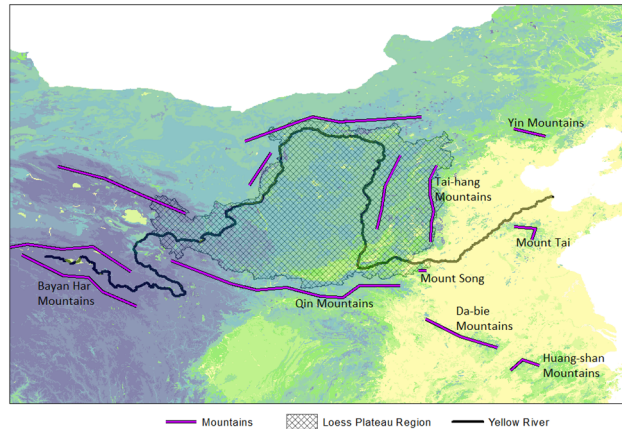 Yin Mountains
Tai-hang
Mountains
Mount Tai
Mount Song
Bayan Har
Mountains
Qin Mountains
Da-bie
Mountains
Huang-shan
Mountains
Mountains
Loess Plateau Region
Yellow River